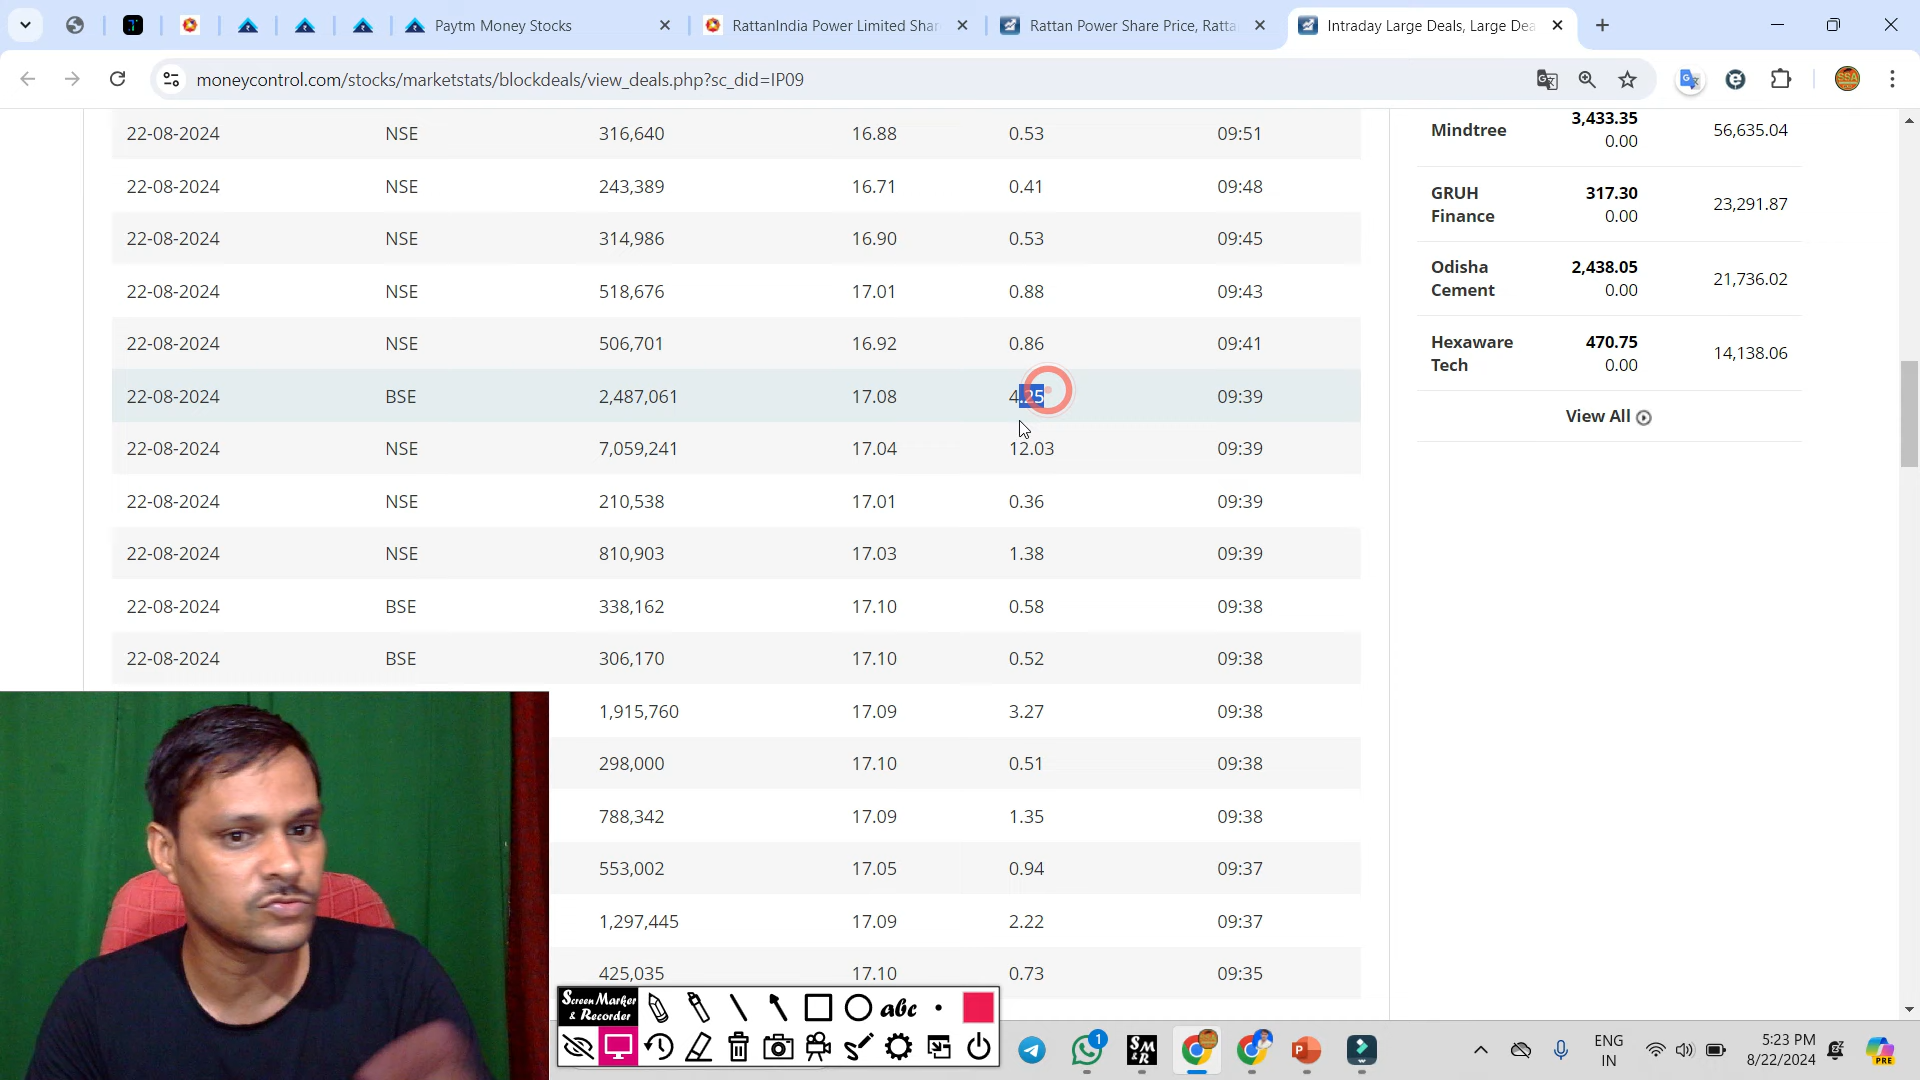 Paytm Money Stocks
RattanIndia Power Limited Shar
Rattan Power Share Price, Ratta
Intraday Large Deals, Large Dea
moneycontrol.com/stocks/marketstats/blockdeals/view_deals.php?sc_did=IP09
22-08-2024 NSE 316,640 16.88 0.53 09:51
22-08-2024 NSE 243,389 16.71 0.41 09:48
22-08-2024 NSE 314,986 16.90 0.53 09:45
22-08-2024 NSE 518,676 17.01 0.88 09:43
22-08-2024 NSE 506,701 16.92 0.86 09:41
22-08-2024 BSE 2,487,061 17.08 4.25 09:39
22-08-2024 NSE 7,059,241 17.04 12.03 09:39
22-08-2024 NSE 210,538 17.01 0.36 09:39
22-08-2024 NSE 810,903 17.03 1.38 09:39
22-08-2024 BSE 338,162 17.10 0.58 09:38
22-08-2024 BSE 306,170 17.10 0.52 09:38
1,915,760 17.09 3.27 09:38
298,000 17.10 0.51 09:38
788,342 17.09 1.35 09:38
553,002 17.05 0.94 09:37
1,297,445 17.09 2.22 09:37
425,035 17.10 0.73 09:35
Mindtree 3,433.35 56,635.04
0.00
GRUH 317.30 23,291.87
Finance 0.00
Odisha 2,438.05 21,736.02
Cement 0.00
Hexaware 470.75 14,138.06
Tech 0.00
View All
Screen Marker
& Recorder
abc
1
SM
&R
ENG
IN
5:23 PM
8/22/2024
PRE
SSA